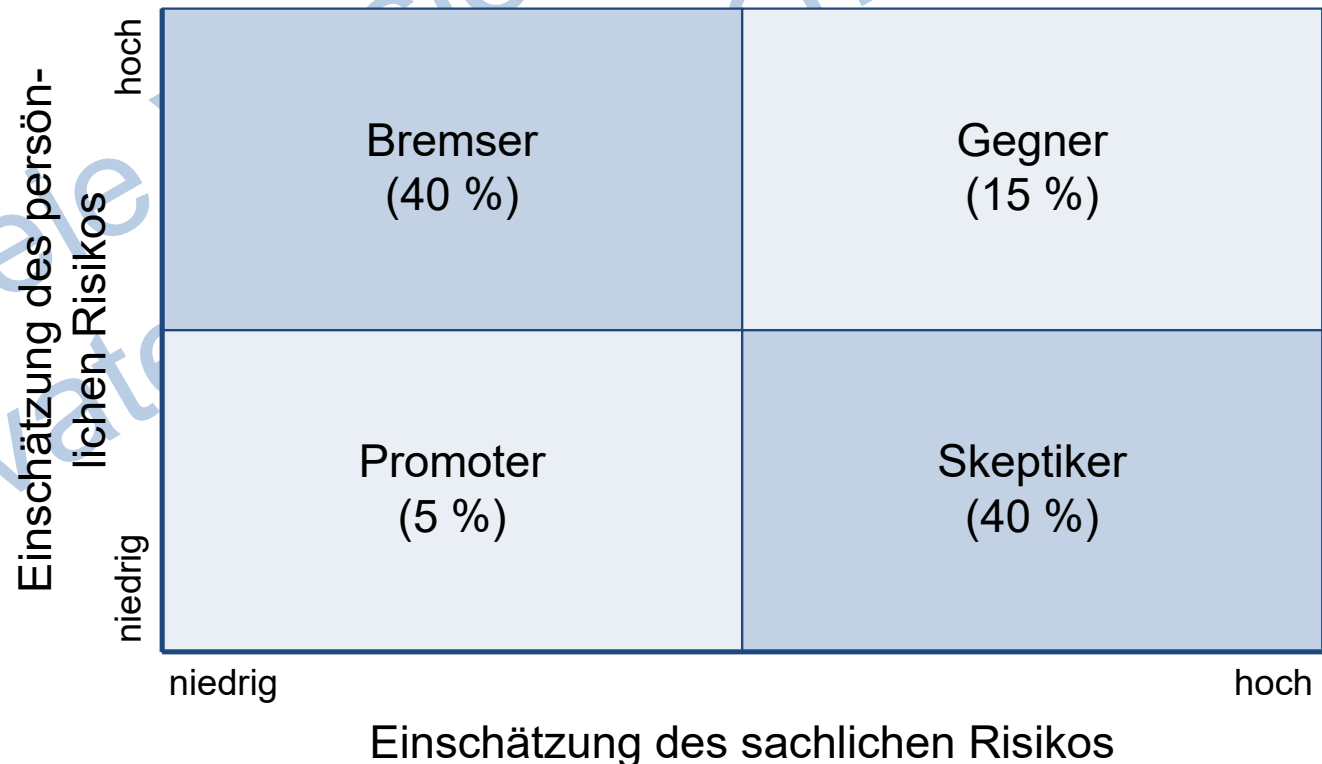 Einschätzung des persön-
lichen Risikos
hoch
Bremser
(40 %)
Gegner
(15 %)
niedrig
Promoter
(5 %)
Skeptiker
(40 %)
niedrig
hoch
Einschätzung des sachlichen Risikos